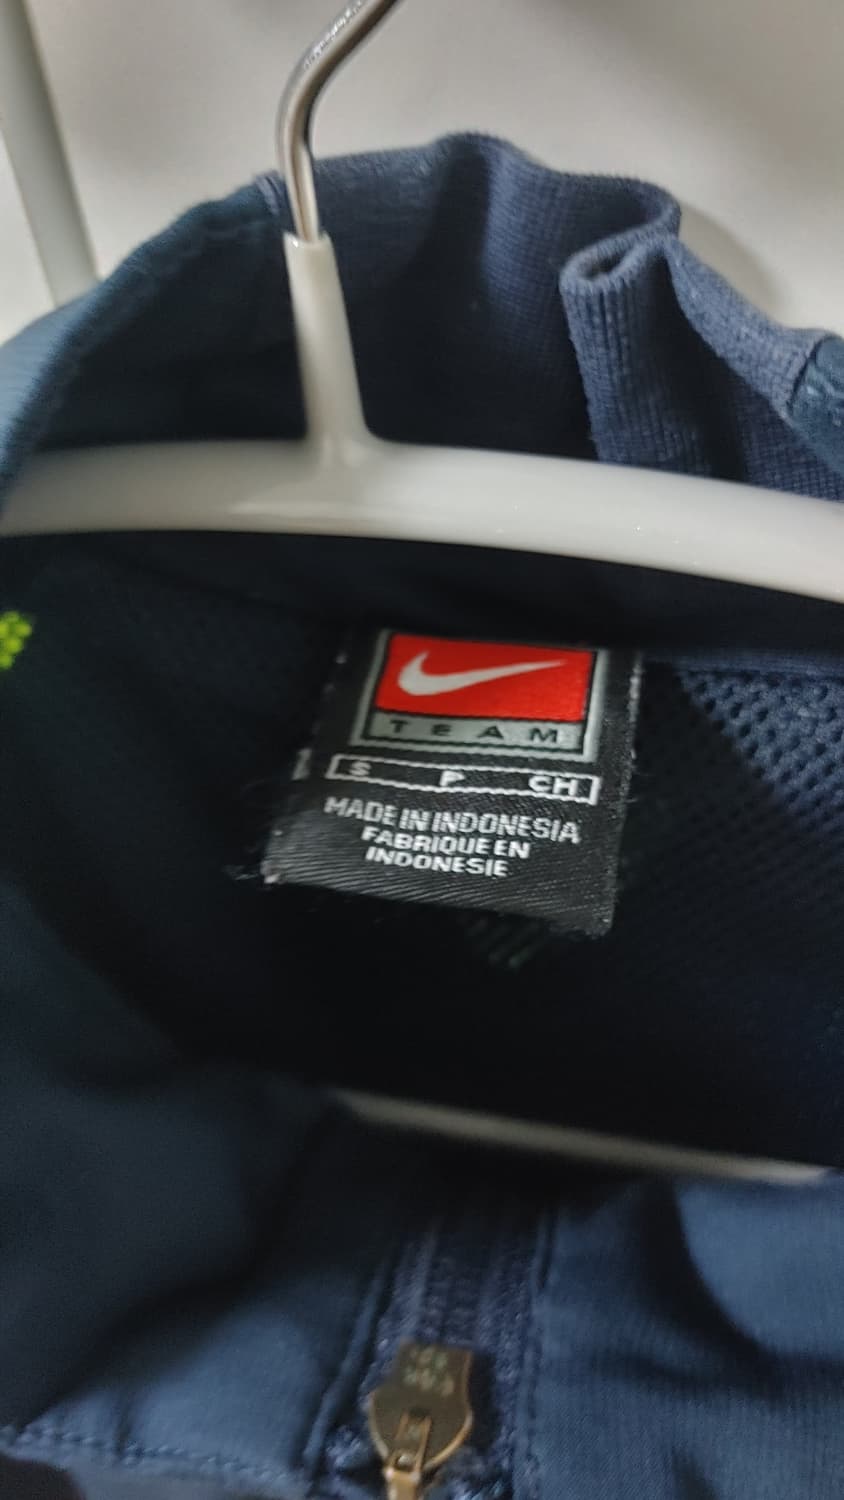 TEAM
S P CH
MADE IN INDONESIA
FABRIQUE EN
INDONESIE